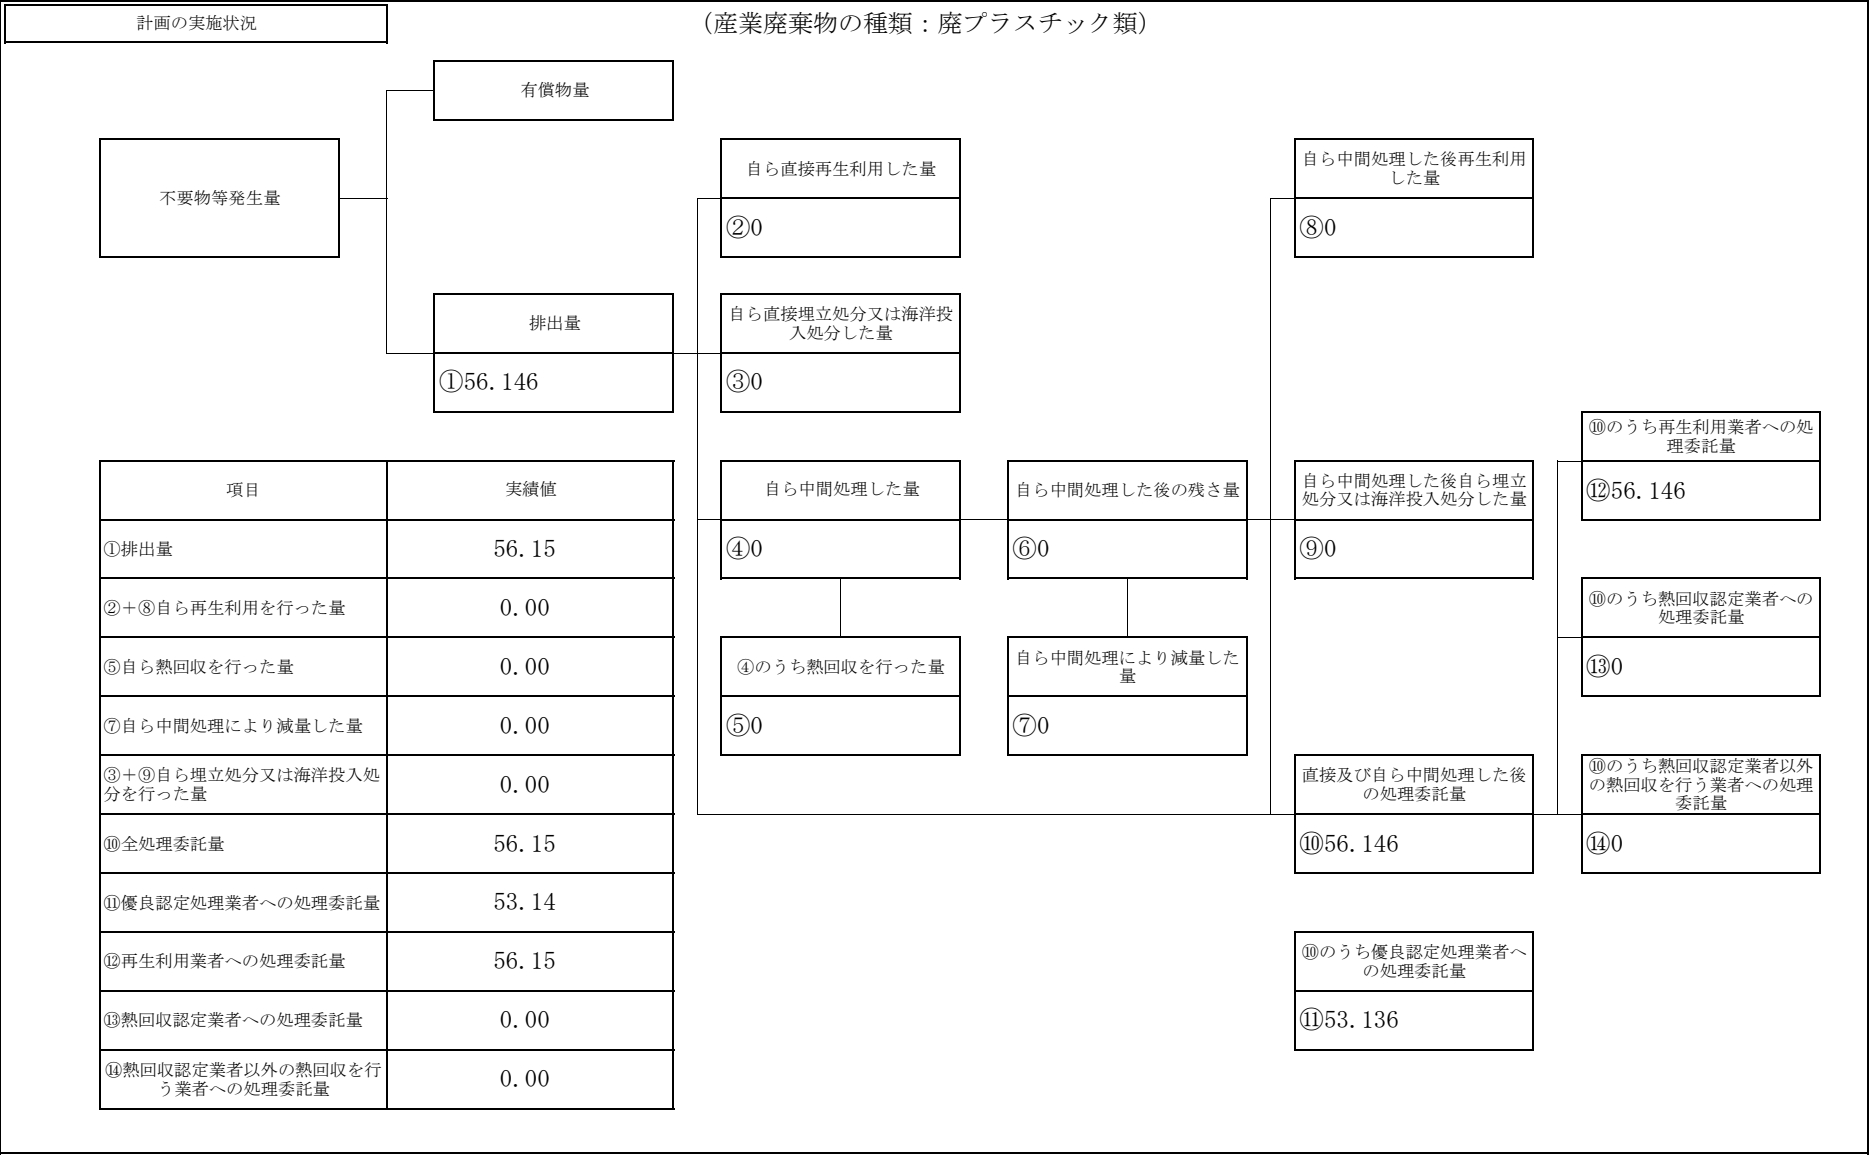 計画の実施状況
（産業廃棄物の種類：廃プラスチック類）
有償物量
不要物等発生量
自ら直接再生利用した量
②0
自ら中間処理した後再生利用
した量
⑧0
排出量
①56.146
自ら直接埋立処分又は海洋投
入処分した量
③0
⑩のうち再生利用業者への処
理委託量
⑫56.146
自ら中間処理した量
④0
自ら中間処理した後の残さ量
⑥0
自ら中間処理した後自ら埋立
処分又は海洋投入処分した量
⑨0
⑩のうち熱回収認定業者への
処理委託量
⑬0
④のうち熱回収を行った量
⑤0
自ら中間処理により減量した
量
⑦0
直接及び自ら中間処理した後
の処理委託量
⑩56.146
⑩のうち熱回収認定業者以外
の熱回収を行う業者への処理
委託量
⑭0
⑩のうち優良認定処理業者へ
の処理委託量
⑪53.136
項目 実績値
①排出量 56.15
②＋⑧自ら再生利用を行った量 0.00
⑤自ら熱回収を行った量 0.00
⑦自ら中間処理により減量した量 0.00
③＋⑨自ら埋立処分又は海洋投入処
分を行った量 0.00
⑩全処理委託量 56.15
⑪優良認定処理業者への処理委託量 53.14
⑫再生利用業者への処理委託量 56.15
⑬熱回収認定業者への処理委託量 0.00
⑭熱回収認定業者以外の熱回収を行
う業者への処理委託量 0.00